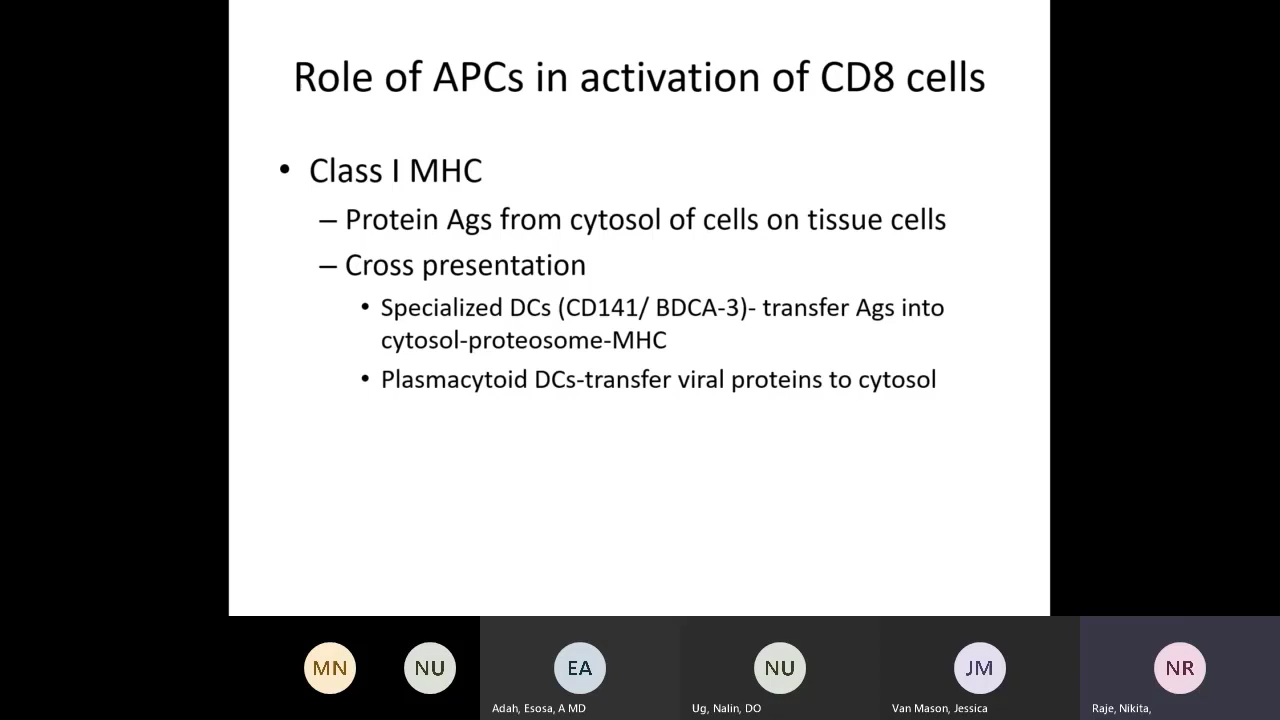 Role of APCs in activation of CD8 cells
• Class I MHC
– Protein Ags from cytosol of cells on tissue cells
– Cross presentation
• Specialized DCs (CD141/ BDCA-3)- transfer Ags into
cytosol-proteosome-MHC
• Plasmacytoid DCs-transfer viral proteins to cytosol
MN
NU
EA
NU
JM
NR
Adah, Esosa, A MD
Ug, Nalin, DO
Van Mason, Jessica
Raje, Nikita,